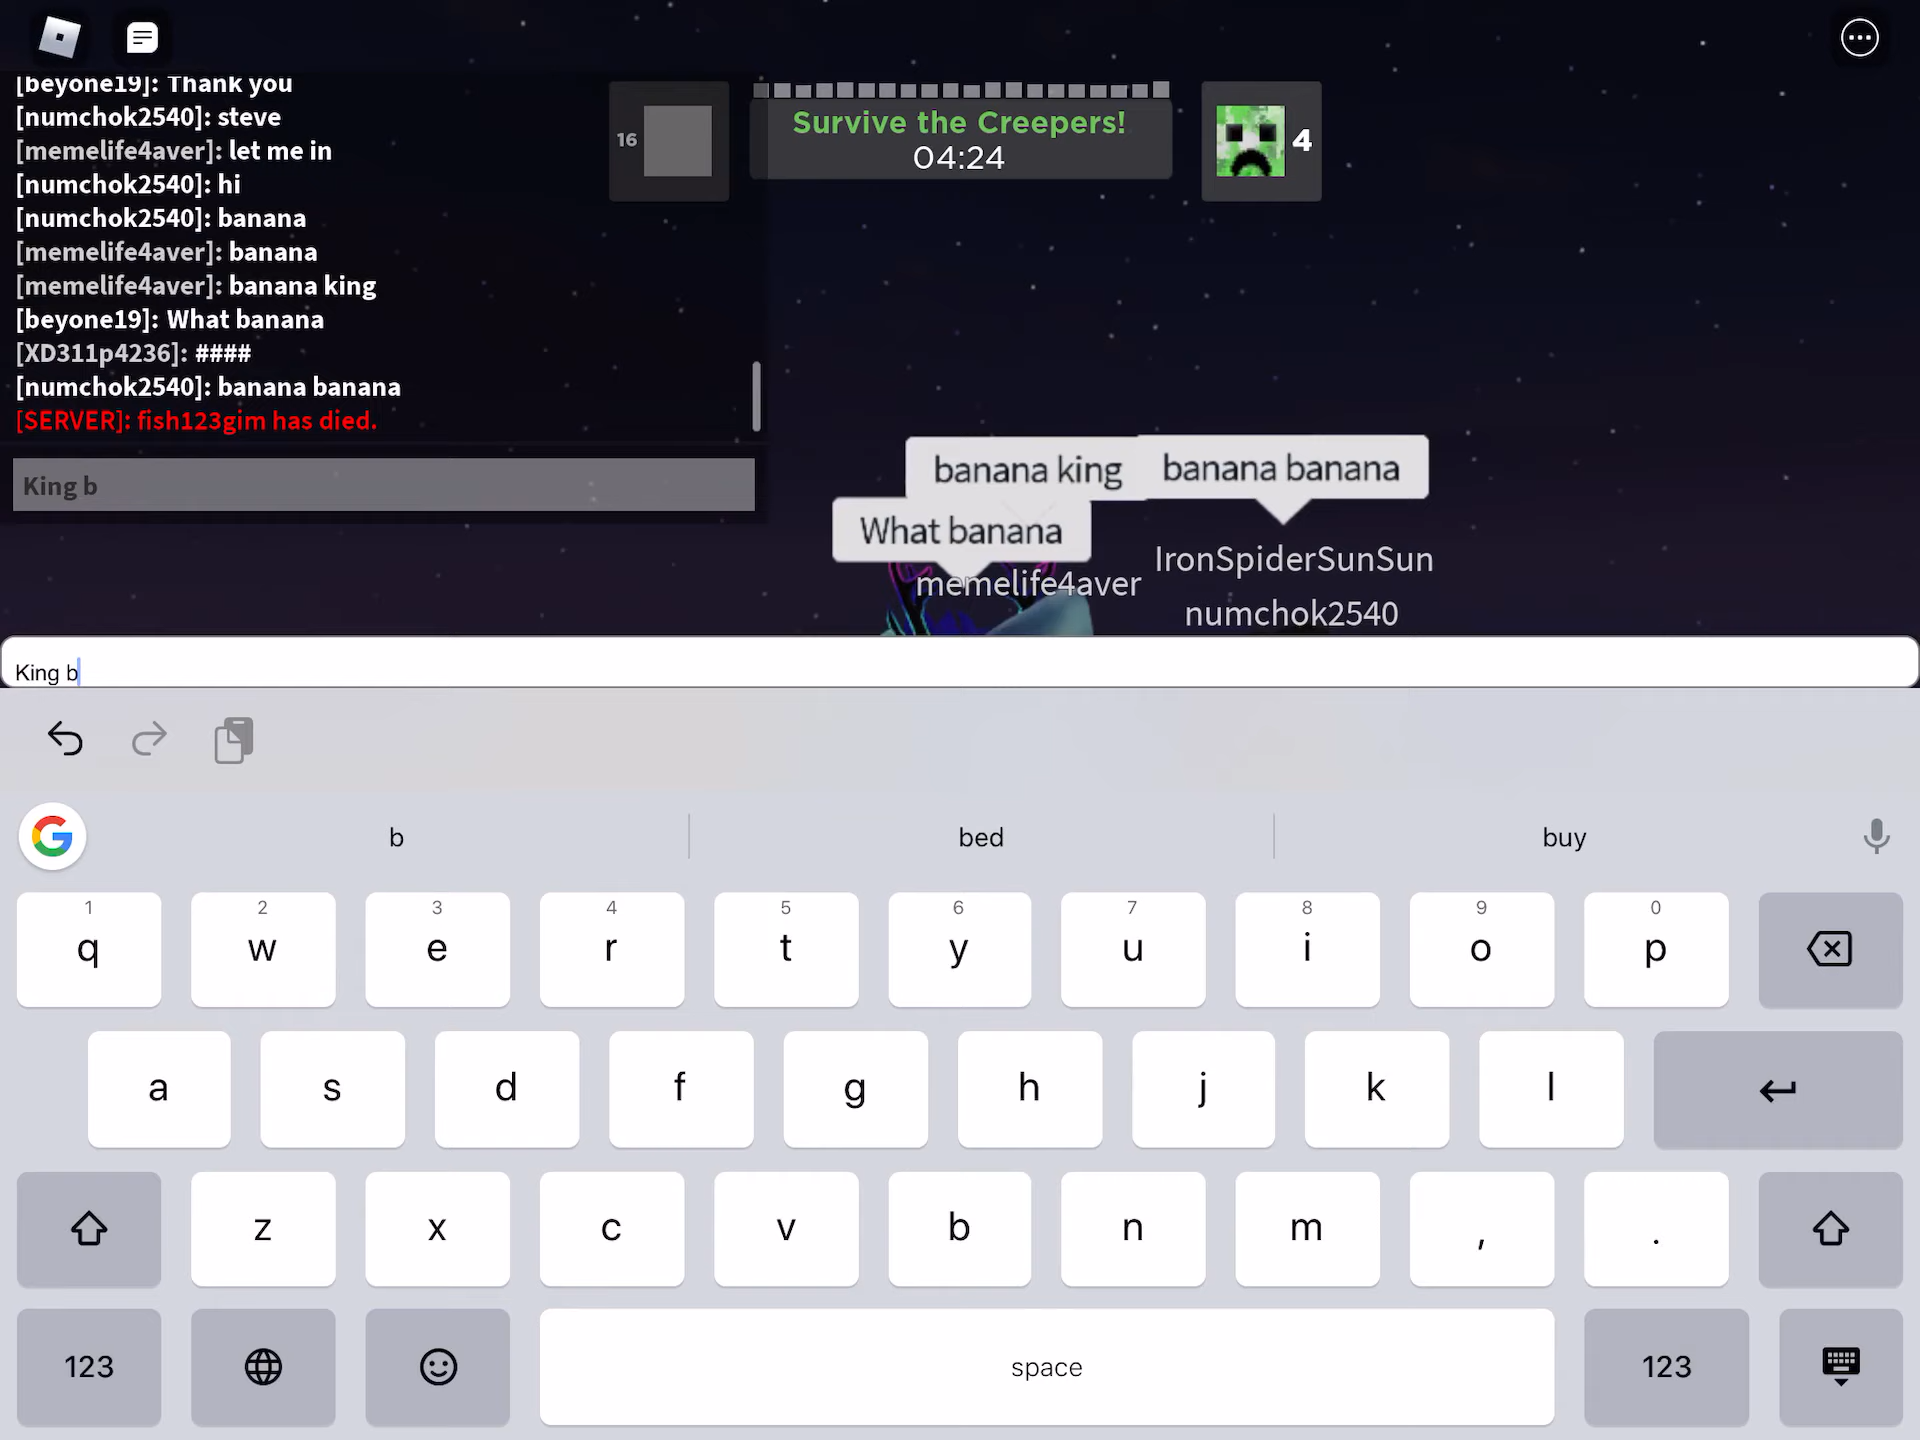 [beyone19]: Thank you
[numchok2540]: steve
[memelife4aver]: let me in
[numchok2540]: hi
[numchok2540]: banana
[memelife4aver]: banana
[memelife4aver]: banana king
[beyone19]: What banana
[XD311p4236]: ####
[numchok2540]: banana banana
[SERVER]: fish123gim has died.
King b
16
Survive the Creepers!
04:24
4
banana king
banana banana
What banana
memelife4aver
IronSpiderSunSun
numchok2540
King b
b
bed
buy
1 2 3 4 5 6 7 8 9 0
q w e r t y u i o p
a s d f g h j k l
z x c v b n m , .
123
space
123